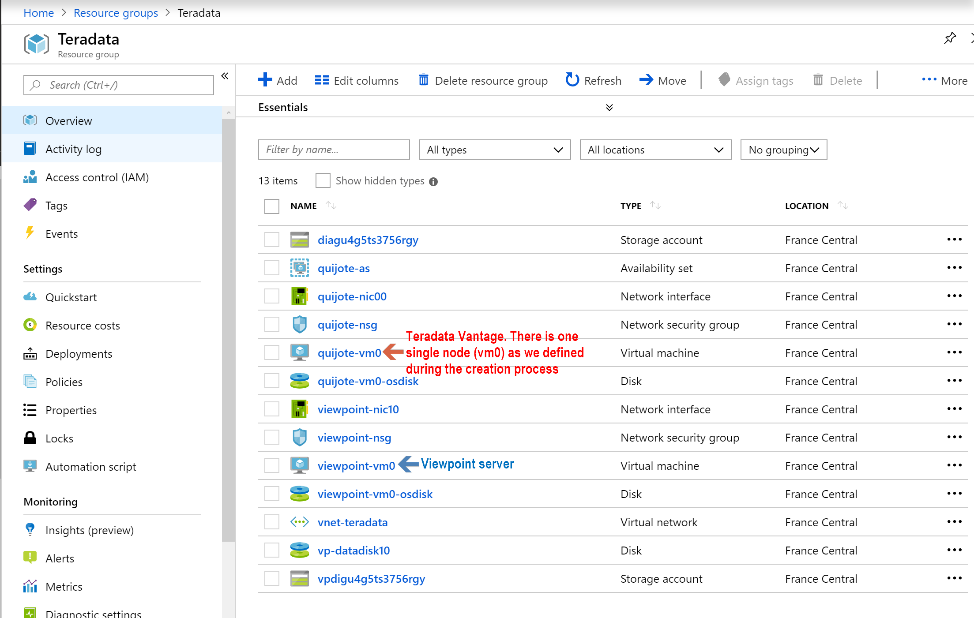 Home > Resource groups > Teradata
Teradata
Resource group
Search (Ctrl+/)
«
Overview
Activity log
Access control (IAM)
Tags
Events
Settings
Quickstart
Resource costs
Deployments
Policies
Properties
Locks
Automation script
Monitoring
Insights (preview)
Alerts
Metrics
Diagnostic settings
Add Edit columns Delete resource group Refresh Move Assign tags Delete ••• More
Essentials
Filter by name... All types All locations No grouping
13 items Show hidden types
NAME TYPE LOCATION
diagu4g5ts3756rgy Storage account France Central •••
quijote-as Availability set France Central •••
quijote-nic00 Network interface France Central •••
quijote-nsg Network security group France Central •••
quijote-vm0 Virtual machine France Central •••
Teradata Vantage. There is one
single node (vm0) as we defined
during the creation process
quijote-vm0-osdisk Disk France Central •••
viewpoint-nic10 Network interface France Central •••
viewpoint-nsg Network security group France Central •••
viewpoint-vm0 Viewpoint server Virtual machine France Central •••
viewpoint-vm0-osdisk Disk France Central •••
vnet-teradata Virtual network France Central •••
vp-datadisk10 Disk France Central •••
vpdigu4g5ts3756rgy Storage account France Central •••